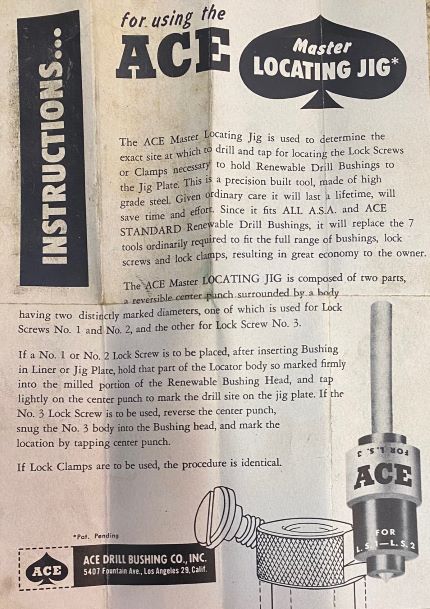 INSTRUCTIONS...
for using the
ACE
Master
LOCATING JIG*
The ACE Master Locating Jig is used to determine the
exact site at which to drill and tap for locating the Lock Screws
or Clamps necessary to hold Renewable Drill Bushings to
the Jig Plate. This is a precision built tool, made of high
grade steel. Given ordinary care it will last a lifetime, will
save time and effort. Since it fits ALL A.S.A. and ACE
STANDARD Renewable Drill Bushings, it will replace the 7
tools ordinarily required to fit the full range of bushings, lock
screws and lock clamps, resulting in great economy to the owner.
The ACE Master LOCATING JIG is composed of two parts,
a reversible center punch surrounded by a body
having two distinctly marked diameters, one of which is used for Lock
Screws No. 1 and No. 2, and the other for Lock Screw No. 3.
If a No. 1 or No. 2 Lock Screw is to be placed, after inserting Bushing
in Liner or Jig Plate, hold that part of the Locator body so marked firmly
into the milled portion of the Renewable Bushing Head, and tap
lightly on the center punch to mark the drill site on the jig plate. If the
No. 3 Lock Screw is to be used, reverse the center punch,
snug the No. 3 body into the Bushing head, and mark the
location by tapping center punch.
If Lock Clamps are to be used, the procedure is identical.
FOR L.S. 3
ACE
FOR
L.S.1—L.S.2
*Pat. Pending
ACE
ACE DRILL BUSHING CO., INC.
5407 Fountain Ave., Los Angeles 29, Calif.